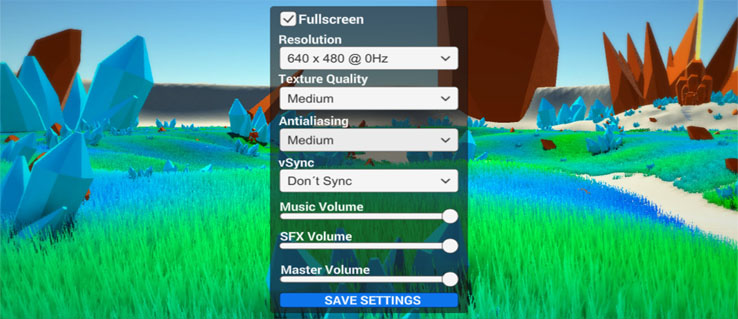 Fullscreen
Resolution
640 x 480 @ 0Hz
Texture Quality
Medium
Antialiasing
Medium
vSync
Don´t Sync
Music Volume
SFX Volume
Master Volume
SAVE SETTINGS